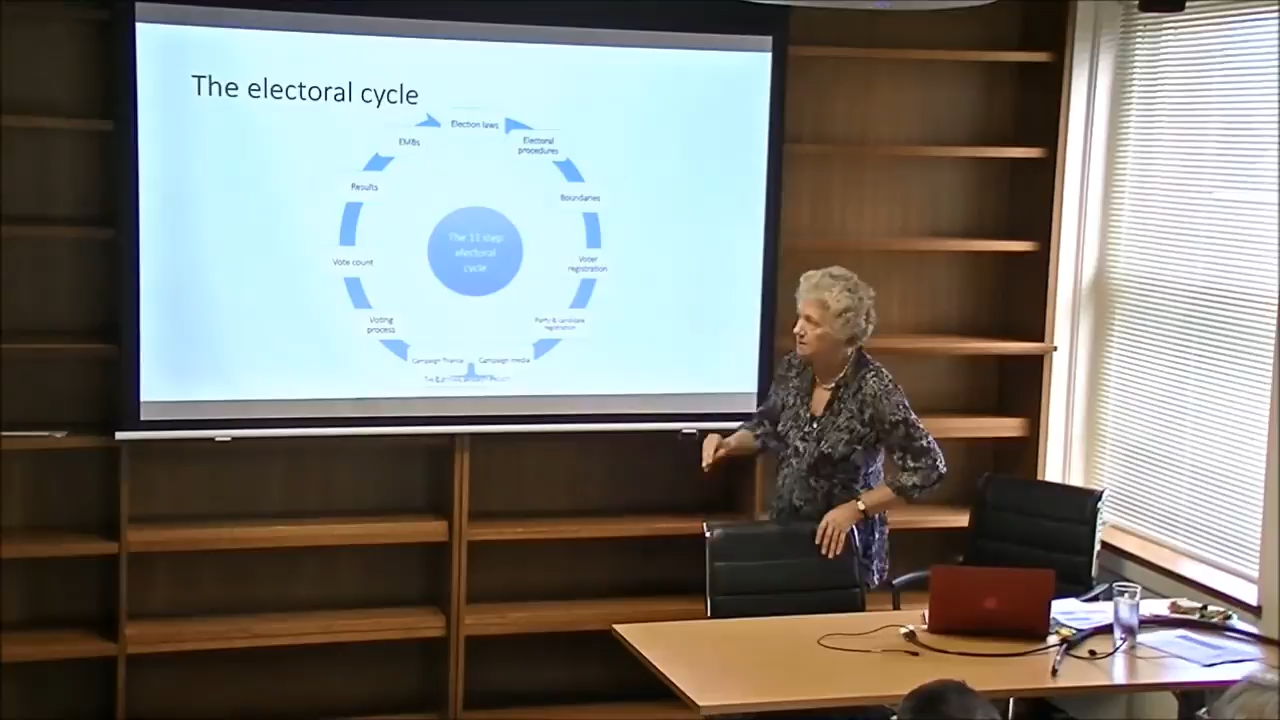 The electoral cycle
Election laws
Electoral
procedures
Boundaries
Voter
registration
Party & candidate
registration
Campaign media
Campaign finance
Voting
process
Vote count
Results
EMBs
The 11 step
electoral
cycle